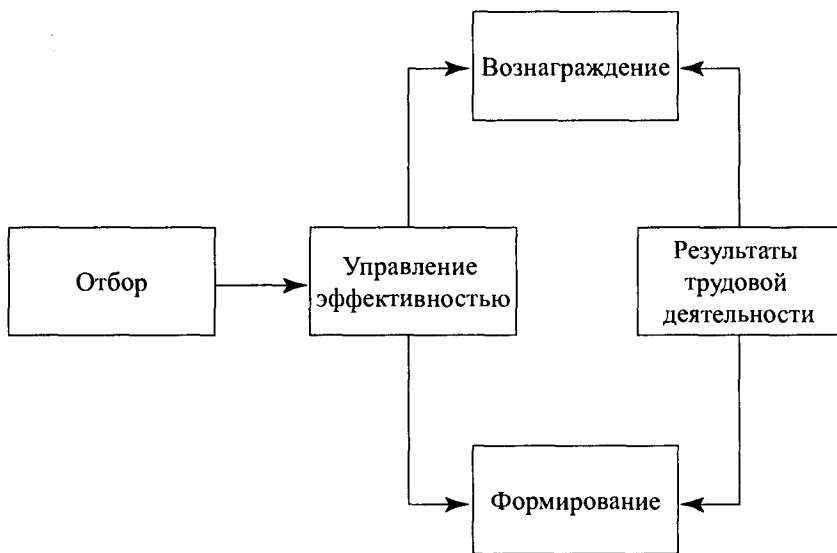 Вознаграждение
Отбор
Управление
эффективностью
Результаты
трудовой
деятельности
Формирование